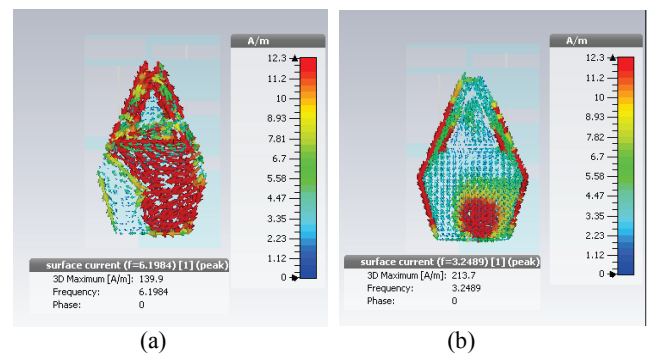 A/m
12.3
11.2
10
8.93
7.81
6.7
5.58
4.47
3.35
2.23
1.12
0
surface current (f=6.1984) [1] (peak)
3D Maximum [A/m]: 139.9
Frequency: 6.1984
Phase: 0
(a)
A/m
12.3
11.2
10
8.93
7.82
6.7
5.58
4.47
3.35
2.23
1.12
0
surface current (f=3.2489) [1] (peak)
3D Maximum [A/m]: 213.7
Frequency: 3.2489
Phase: 0
(b)